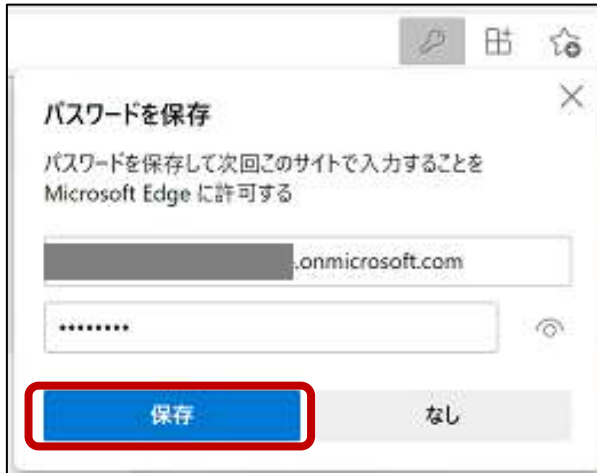 パスワードを保存
パスワードを保存して次回このサイトで入力することを
Microsoft Edge に許可する
.onmicrosoft.com
••••••••
保存
なし